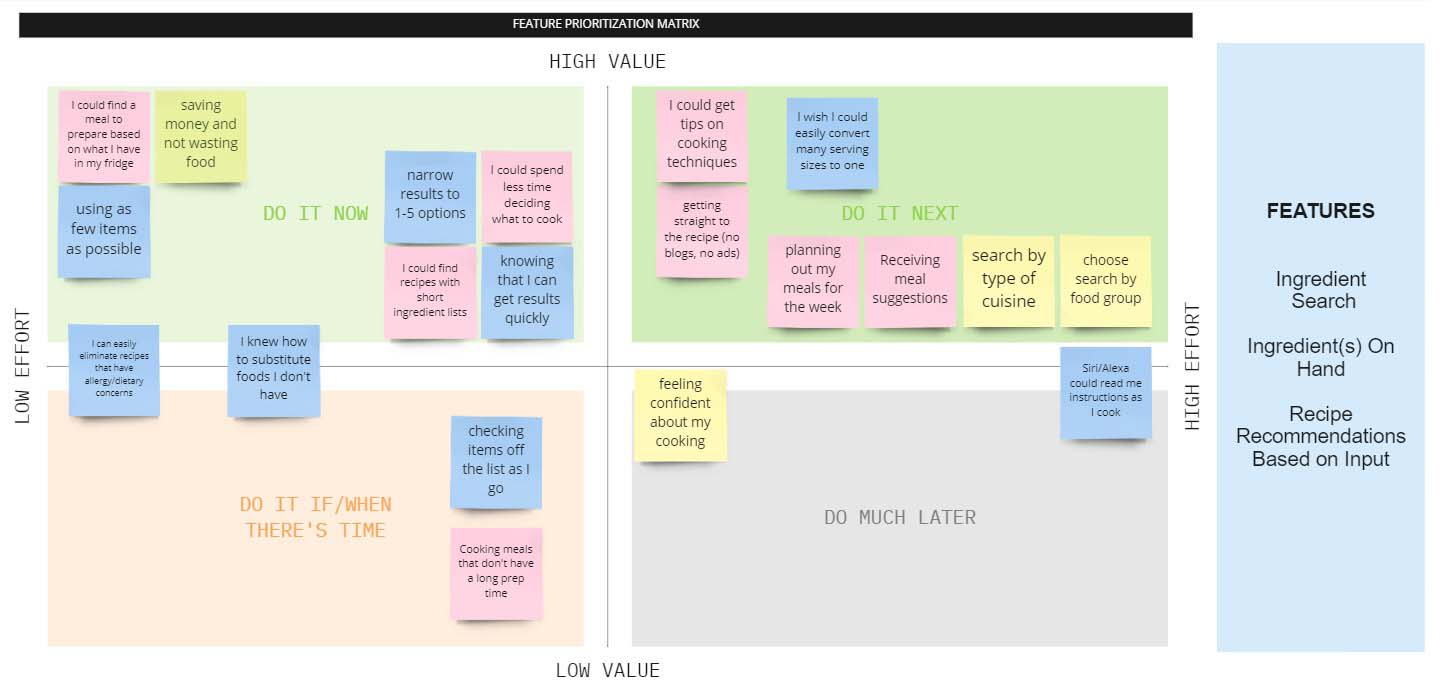 FEATURE PRIORITIZATION MATRIX
HIGH VALUE
I could find a
meal to
prepare based
on what I have
in my fridge
saving
money and
not wasting
food
using as
few items
as possible
DO IT NOW
narrow
results to
1-5 options
I could spend
less time
deciding
what to cook
I could find
recipes with
short
ingredient lists
knowing
that I can
get results
quickly
I could get
tips on
cooking
techniques
I wish I could
easily convert
many serving
sizes to one
getting
straight to
the recipe (no
blogs, no ads)
DO IT NEXT
planning
out my
meals for
the week
Receiving
meal
suggestions
search by
type of
cuisine
choose
search by
food group
LOW EFFORT
HIGH EFFORT
I can easily
eliminate recipes
that have
allergy/dietary
concerns
I knew how
to substitute
foods I don't
have
checking
items off
the list as I
go
DO IT IF/WHEN
THERE'S TIME
Cooking meals
that don't have
a long prep
time
feeling
confident
about my
cooking
Siri/Alexa
could read me
instructions as
I cook
DO MUCH LATER
LOW VALUE
FEATURES
Ingredient
Search
Ingredient(s) On
Hand
Recipe
Recommendations
Based on Input